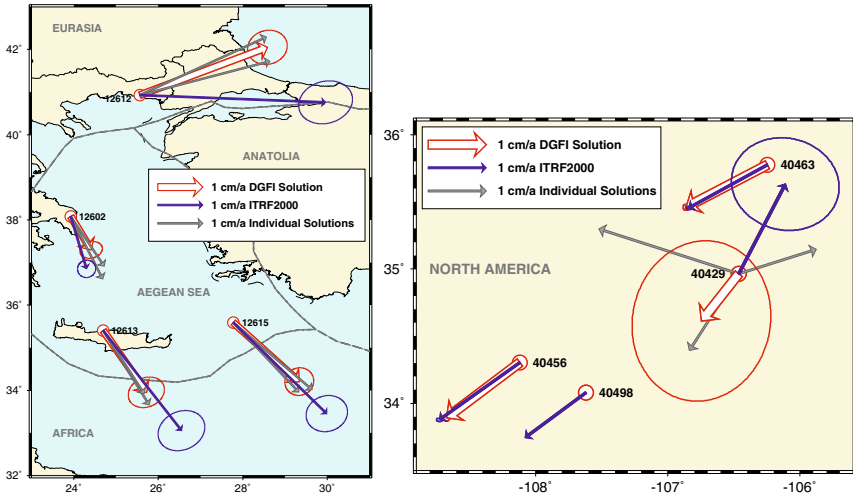 EURASIA
12612
ANATOLIA
1 cm/a DGFI Solution
1 cm/a ITRF2000
1 cm/a Individual Solutions
12602
AEGEAN SEA
12613
12615
AFRICA
42˚
40˚
38˚
36˚
34˚
32˚
24˚
26˚
28˚
30˚
1 cm/a DGFI Solution
1 cm/a ITRF2000
1 cm/a Individual Solutions
40463
40429
NORTH AMERICA
40456
40498
36˚
35˚
34˚
-108˚
-107˚
-106˚